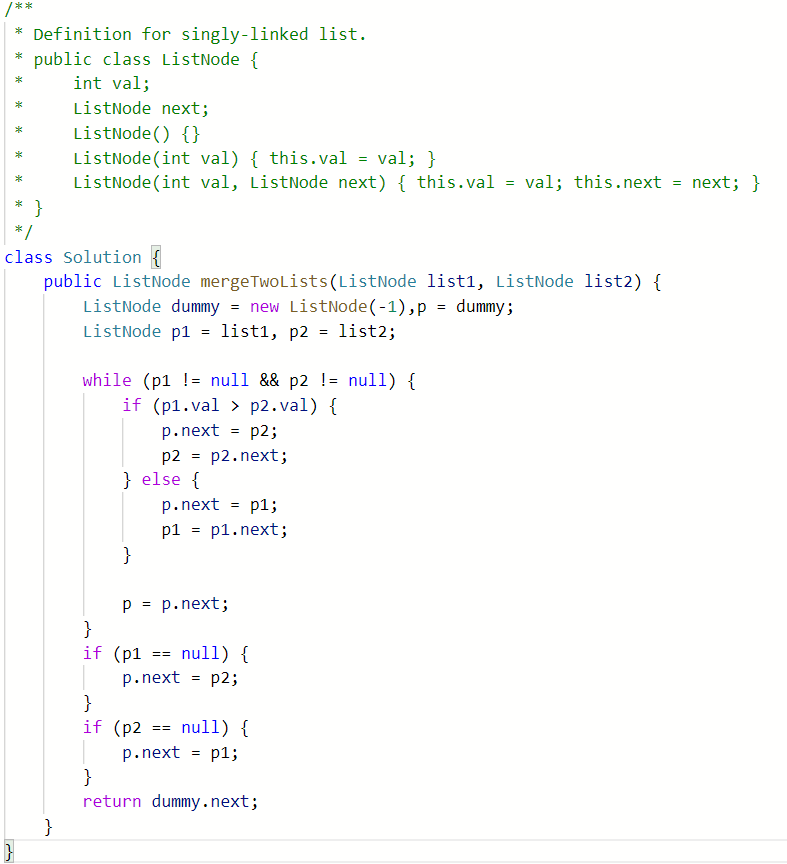 /**
 * Definition for singly-linked list.
 * public class ListNode {
 *     int val;
 *     ListNode next;
 *     ListNode() {}
 *     ListNode(int val) { this.val = val; }
 *     ListNode(int val, ListNode next) { this.val = val; this.next = next; }
 * }
 */
class Solution {
    public ListNode mergeTwoLists(ListNode list1, ListNode list2) {
        ListNode dummy = new ListNode(-1),p = dummy;
        ListNode p1 = list1, p2 = list2;

        while (p1 != null && p2 != null) {
            if (p1.val > p2.val) {
                p.next = p2;
                p2 = p2.next;
            } else {
                p.next = p1;
                p1 = p1.next;
            }

            p = p.next;
        }
        if (p1 == null) {
            p.next = p2;
        }
        if (p2 == null) {
            p.next = p1;
        }
        return dummy.next;
    }
}